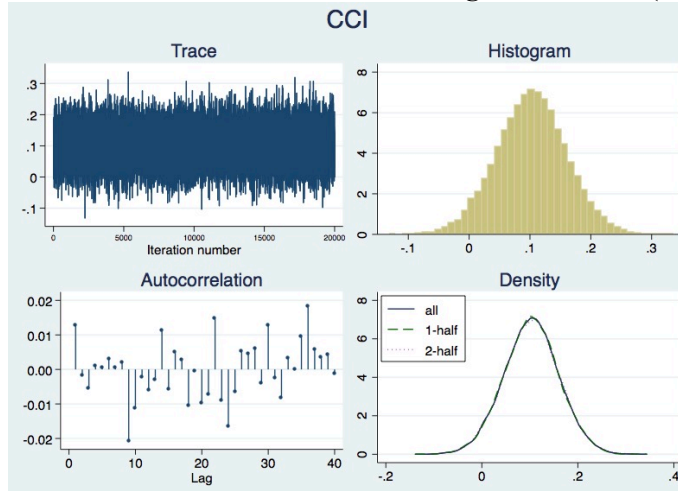 CCI
Trace
.3
.2
.1
0
-.1
0 5000 10000 15000 20000
Iteration number
Histogram
8
6
4
2
0
-.1 0 .1 .2 .3
Autocorrelation
0.02
0.01
0.00
-0.01
-0.02
0 10 20 30 40
Lag
Density
8
6
4
2
0
all
1-half
2-half
-.2 0 .2 .4